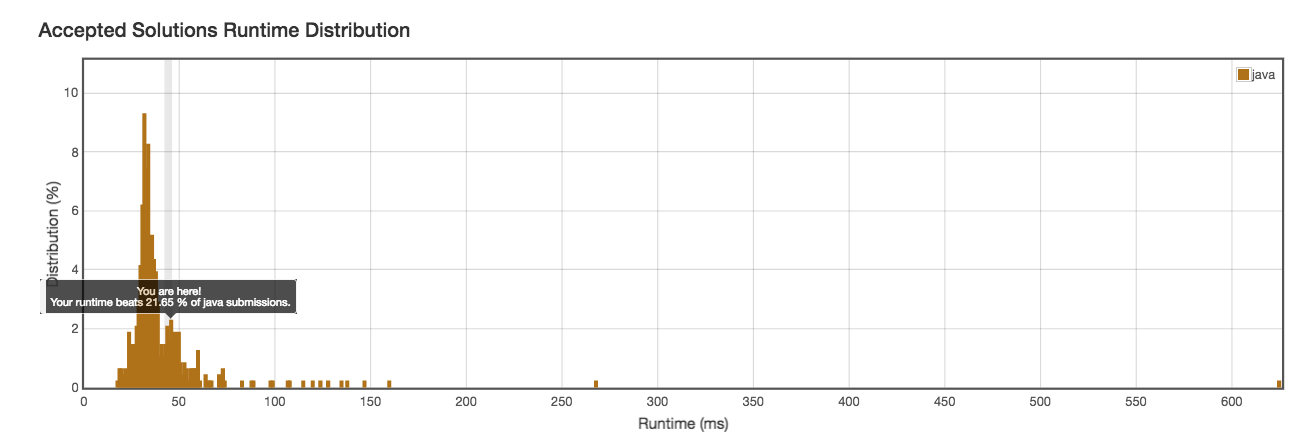 Accepted Solutions Runtime Distribution
java
10
8
6
4
2
0
Distribution (%)
You are here!
Your runtime beats 21.65 % of java submissions.
0 50 100 150 200 250 300 350 400 450 500 550 600
Runtime (ms)